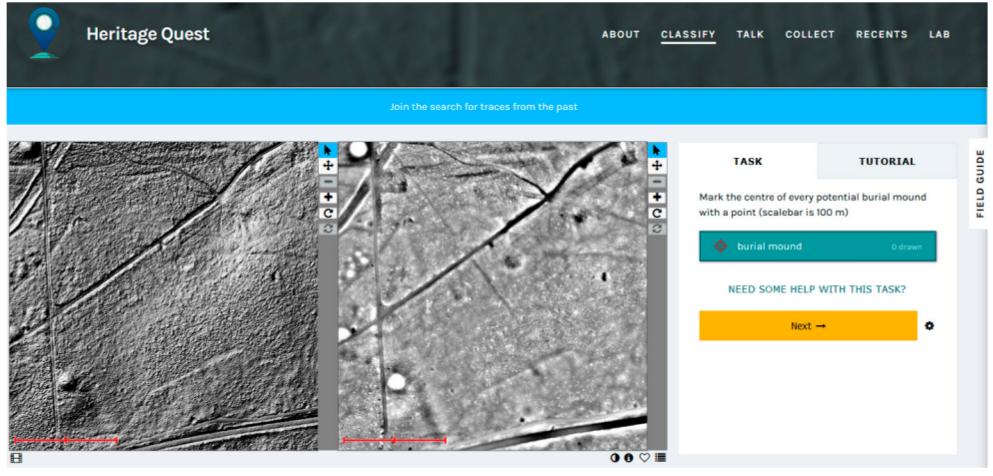 Heritage Quest
ABOUT CLASSIFY TALK COLLECT RECENTS LAB
Join the search for traces from the past
TASK TUTORIAL
Mark the centre of every potential burial mound
with a point (scalebar is 100 m)
burial mound 0 drawn
NEED SOME HELP WITH THIS TASK?
Next →
FIELD GUIDE